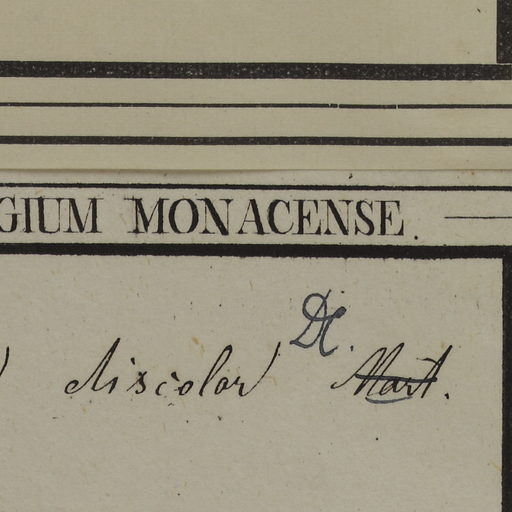 GIUM MONACENSE.
discolor DC. Mart.